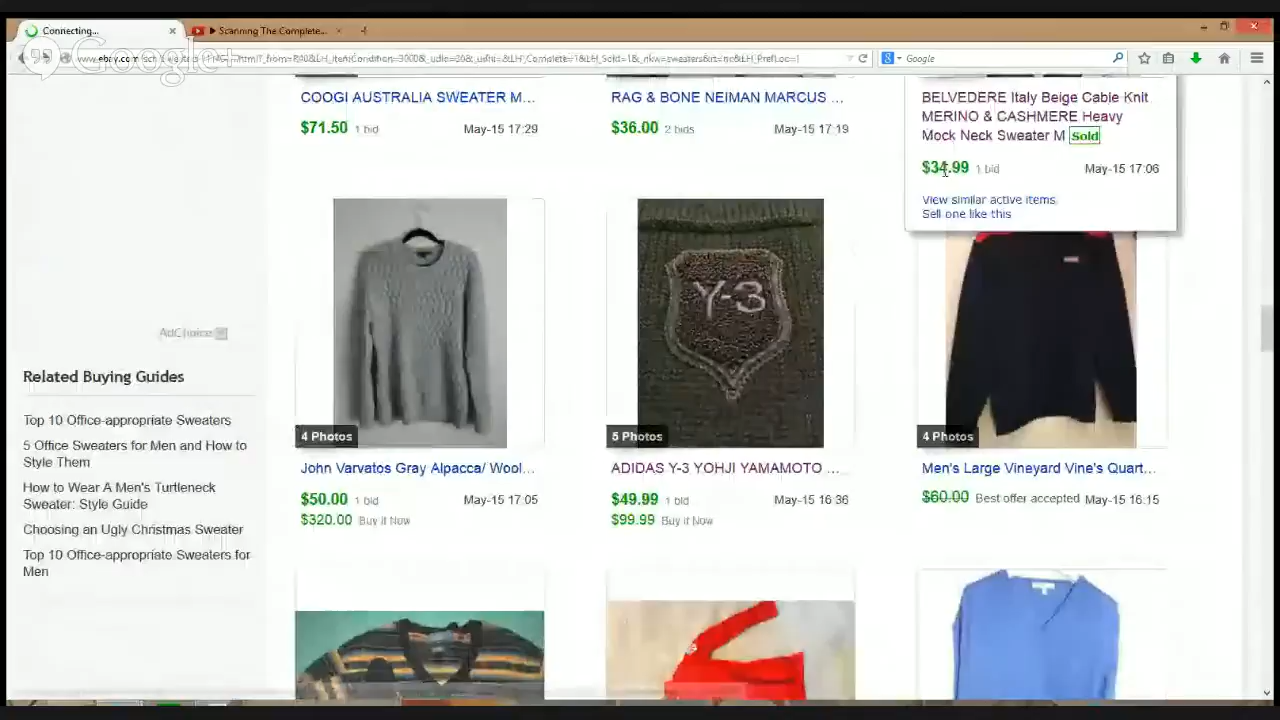 Connecting...
▶ Scanning The Complete...
Google+
Google
COOGI AUSTRALIA SWEATER M...
$71.50 1 bid May-15 17:29
RAG & BONE NEIMAN MARCUS ...
$36.00 2 bids May-15 17:19
BELVEDERE Italy Beige Cable Knit
MERINO & CASHMERE Heavy
Mock Neck Sweater M Sold
$34.99 1 bid May-15 17:06
View similar active items
Sell one like this
AdChoice
Related Buying Guides
Top 10 Office-appropriate Sweaters
5 Office Sweaters for Men and How to
Style Them
How to Wear A Men's Turtleneck
Sweater: Style Guide
Choosing an Ugly Christmas Sweater
Top 10 Office-appropriate Sweaters for
Men
4 Photos
John Varvatos Gray Alpacca/ Wool...
$50.00 1 bid May-15 17:05
$320.00 Buy It Now
Y-3
5 Photos
ADIDAS Y-3 YOHJI YAMAMOTO ...
$49.99 1 bid May-15 16:36
$99.99 Buy It Now
4 Photos
Men's Large Vineyard Vine's Quart...
$60.00 Best offer accepted May-15 16:15